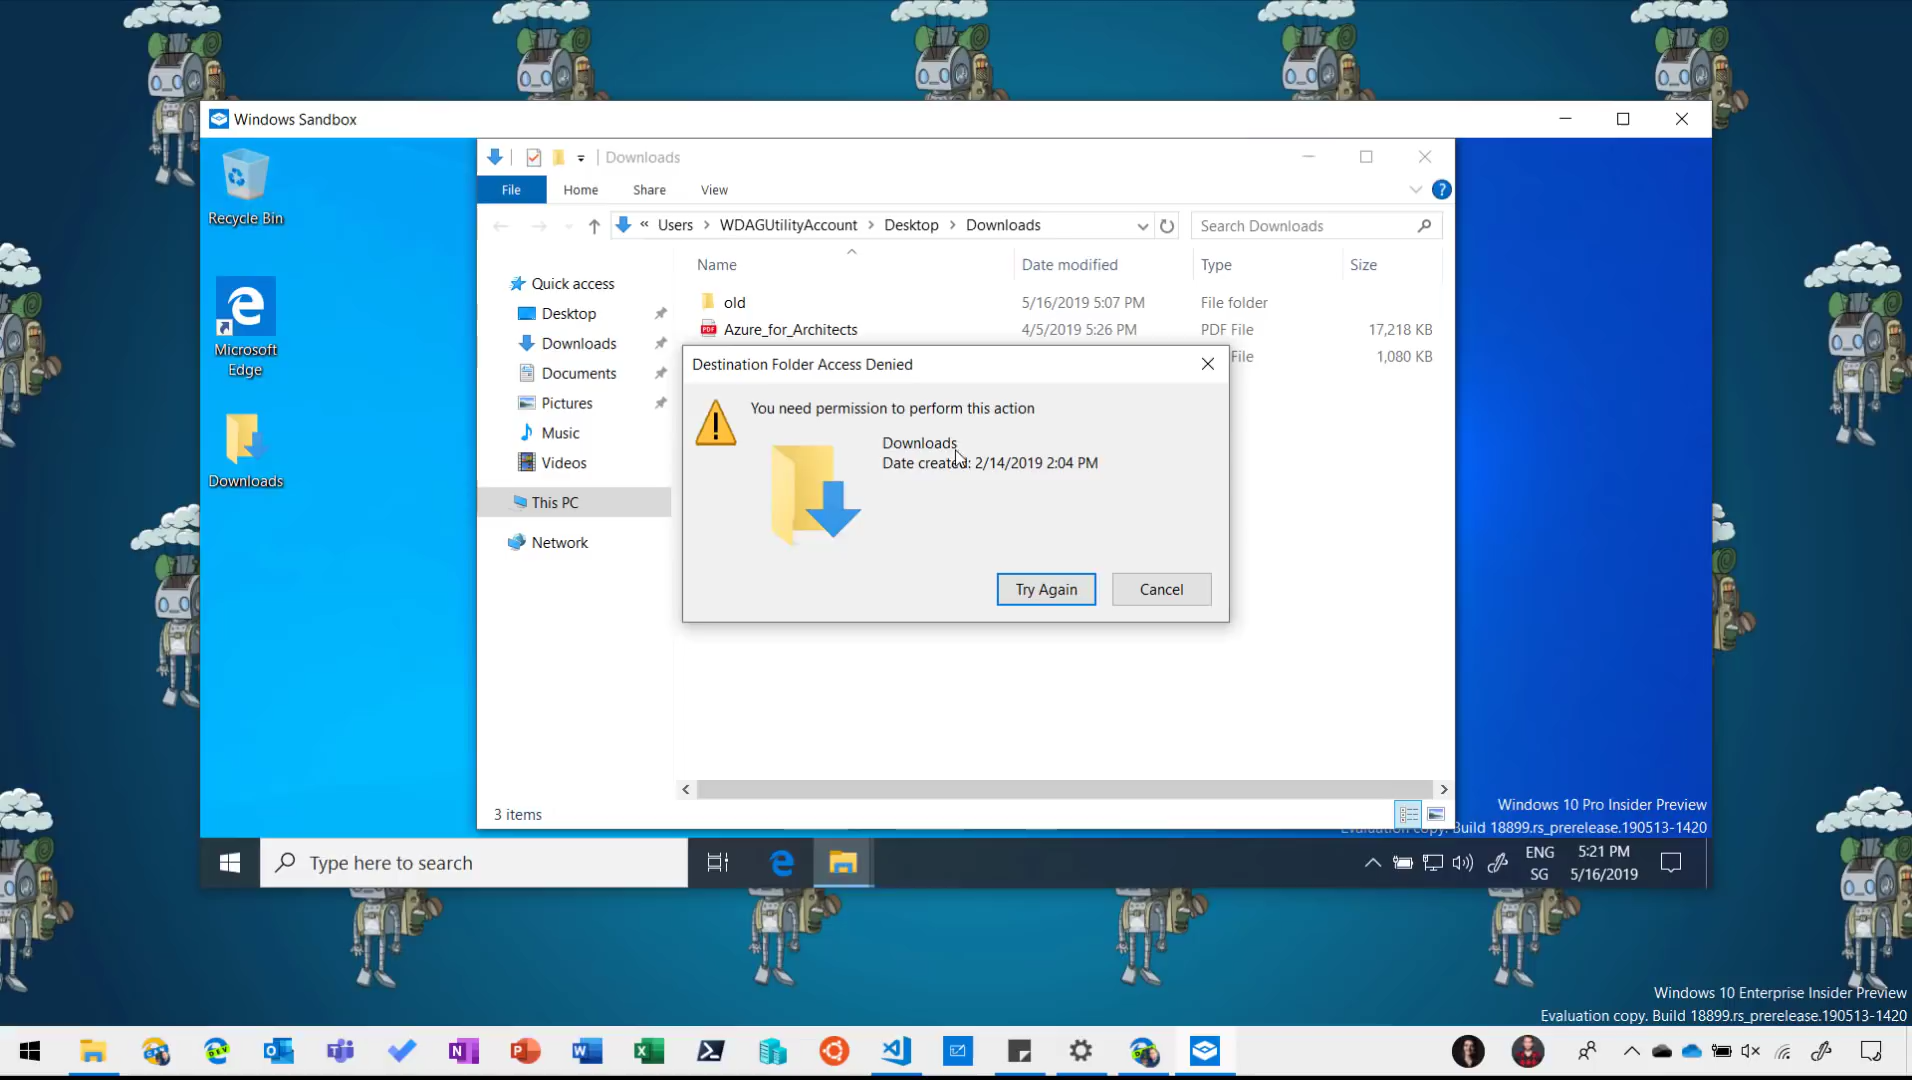 Windows Sandbox
Recycle Bin
Microsoft
Edge
Downloads
Downloads
File
Home
Share
View
« Users > WDAGUtilityAccount > Desktop > Downloads
Search Downloads
Name
Date modified
Type
Size
Quick access
Desktop
Downloads
Documents
Pictures
Music
Videos
This PC
Network
old 5/16/2019 5:07 PM File folder
Azure_for_Architects 4/5/2019 5:26 PM PDF File 17,218 KB
File 1,080 KB
Destination Folder Access Denied
You need permission to perform this action
Downloads
Date created: 2/14/2019 2:04 PM
Try Again
Cancel
3 items
Windows 10 Pro Insider Preview
Evaluation copy. Build 18899.rs_prerelease.190513-1420
Type here to search
ENG
SG
5:21 PM
5/16/2019
Windows 10 Enterprise Insider Preview
Evaluation copy. Build 18899.rs_prerelease.190513-1420